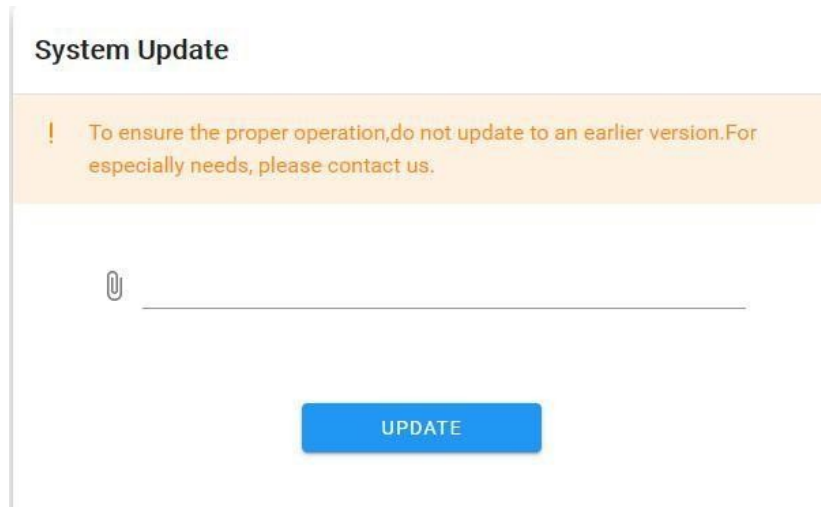 System Update
! To ensure the proper operation,do not update to an earlier version.For
especially needs, please contact us.
UPDATE